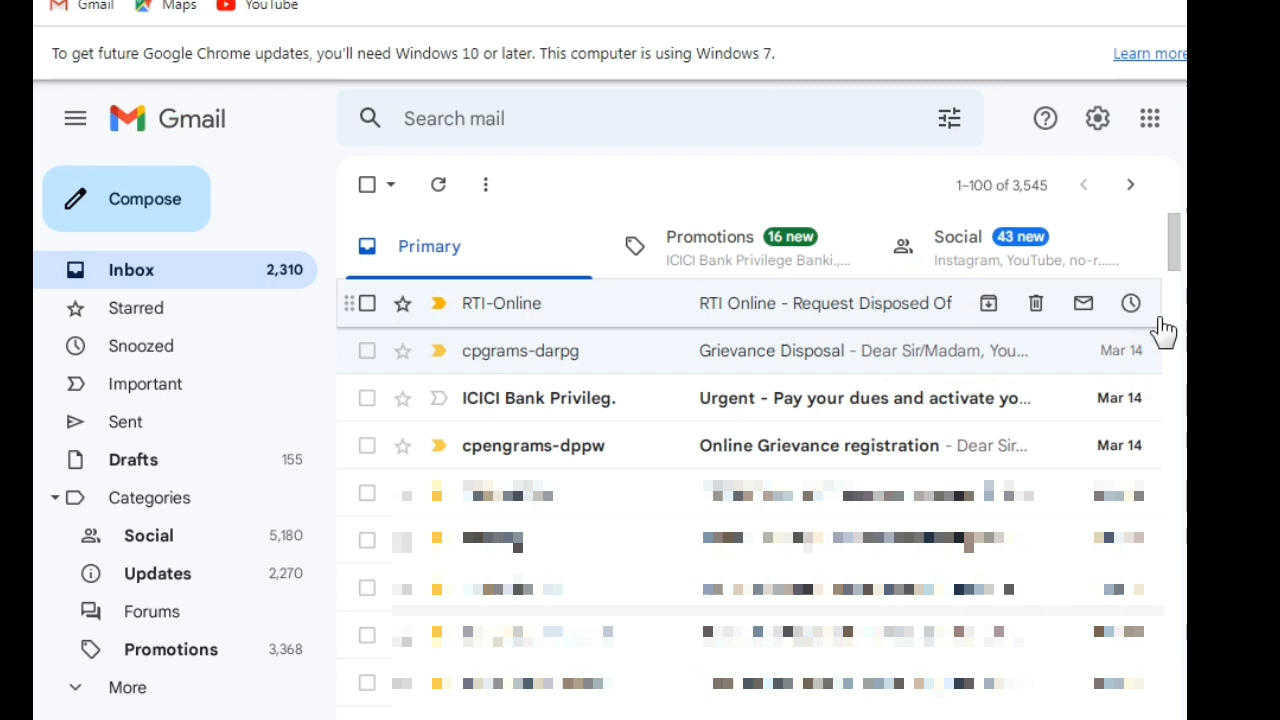 Gmail Maps YouTube
To get future Google Chrome updates, you'll need Windows 10 or later. This computer is using Windows 7. Learn more
Gmail
Search mail
Compose
1–100 of 3,545
Primary
Promotions 16 new
ICICI Bank Privilege Banki.,...
Social 43 new
Instagram, YouTube, no-r......
Inbox 2,310
Starred
Snoozed
Important
Sent
Drafts 155
Categories
Social 5,180
Updates 2,270
Forums
Promotions 3,368
More
RTI-Online RTI Online - Request Disposed Of
cpgrams-darpg Grievance Disposal - Dear Sir/Madam, You... Mar 14
ICICI Bank Privileg. Urgent - Pay your dues and activate yo... Mar 14
cpengrams-dppw Online Grievance registration - Dear Sir... Mar 14